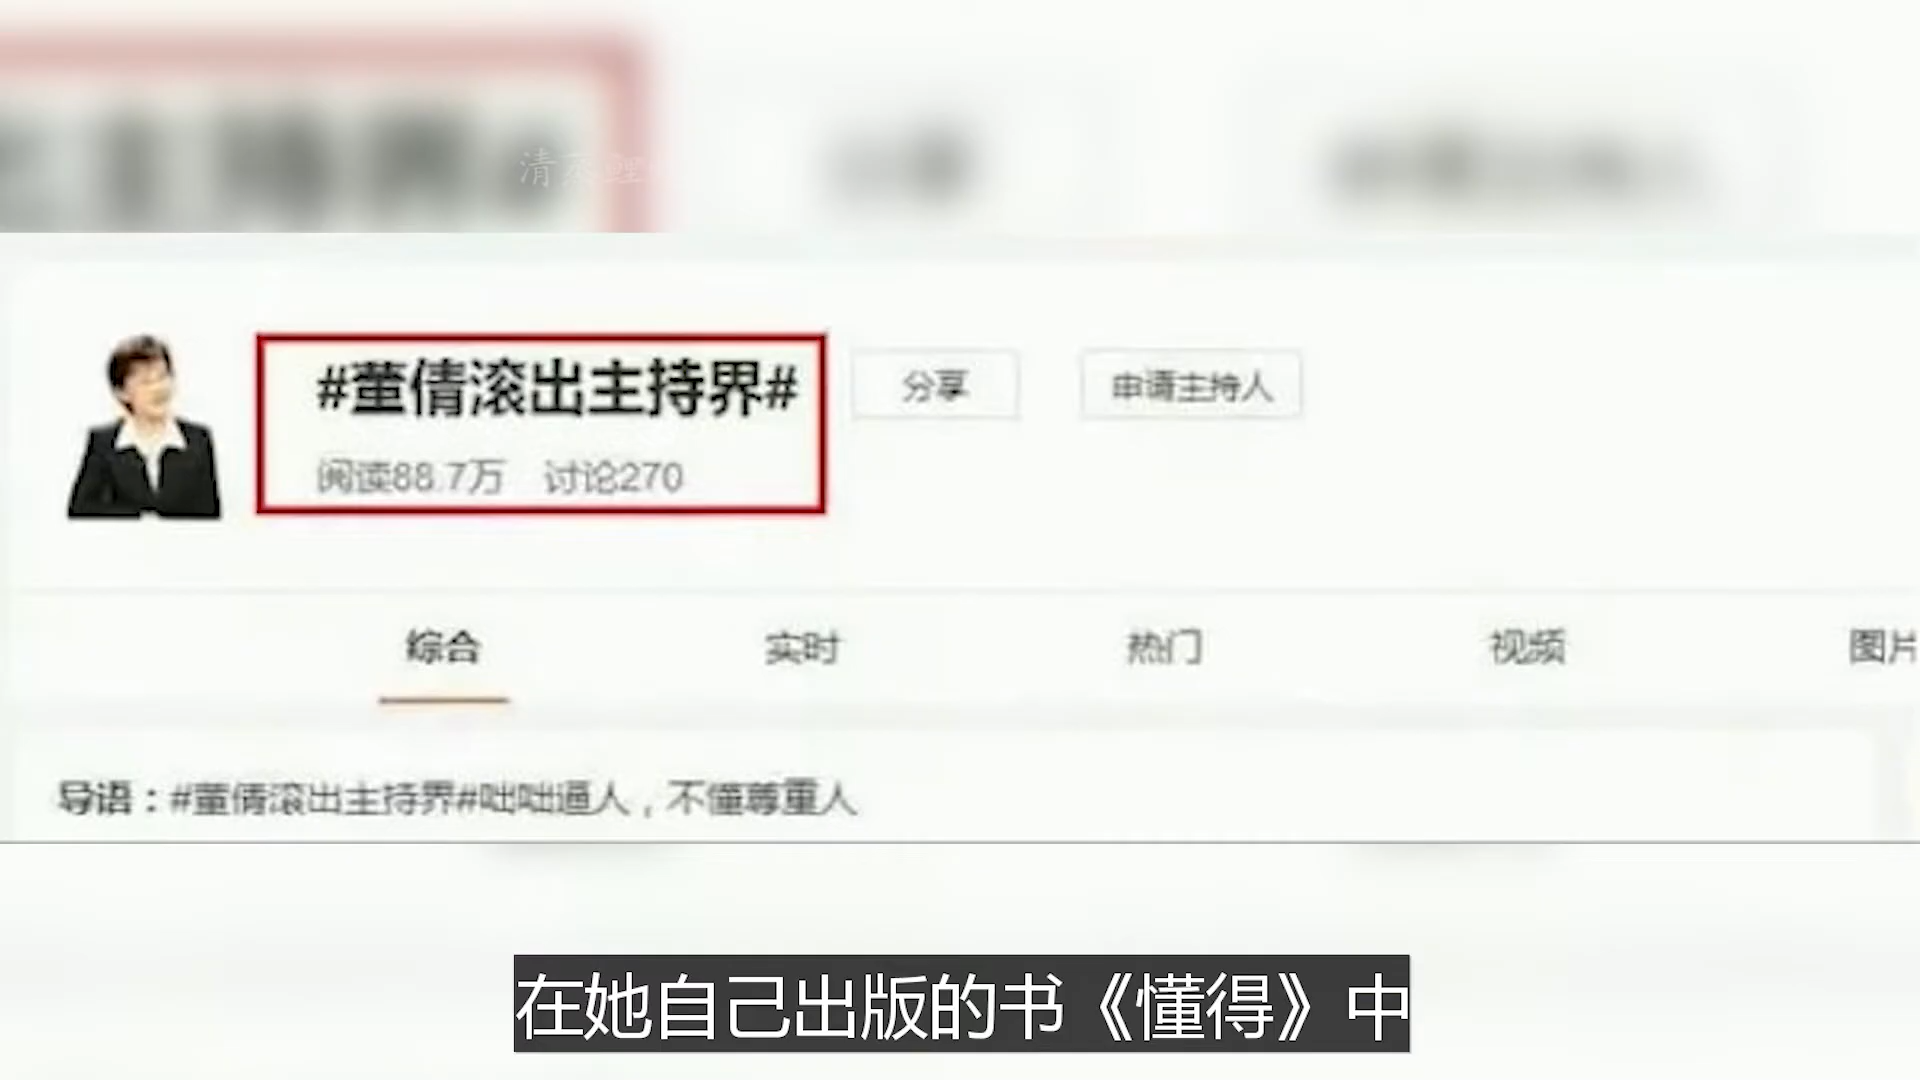 清蒸鲤
#董倩滚出主持界#
分享
申请主持人
阅读88.7万 讨论270
综合
实时
热门
视频
图片
导语：#董倩滚出主持界#咄咄逼人，不懂尊重人
在她自己出版的书《懂得》中